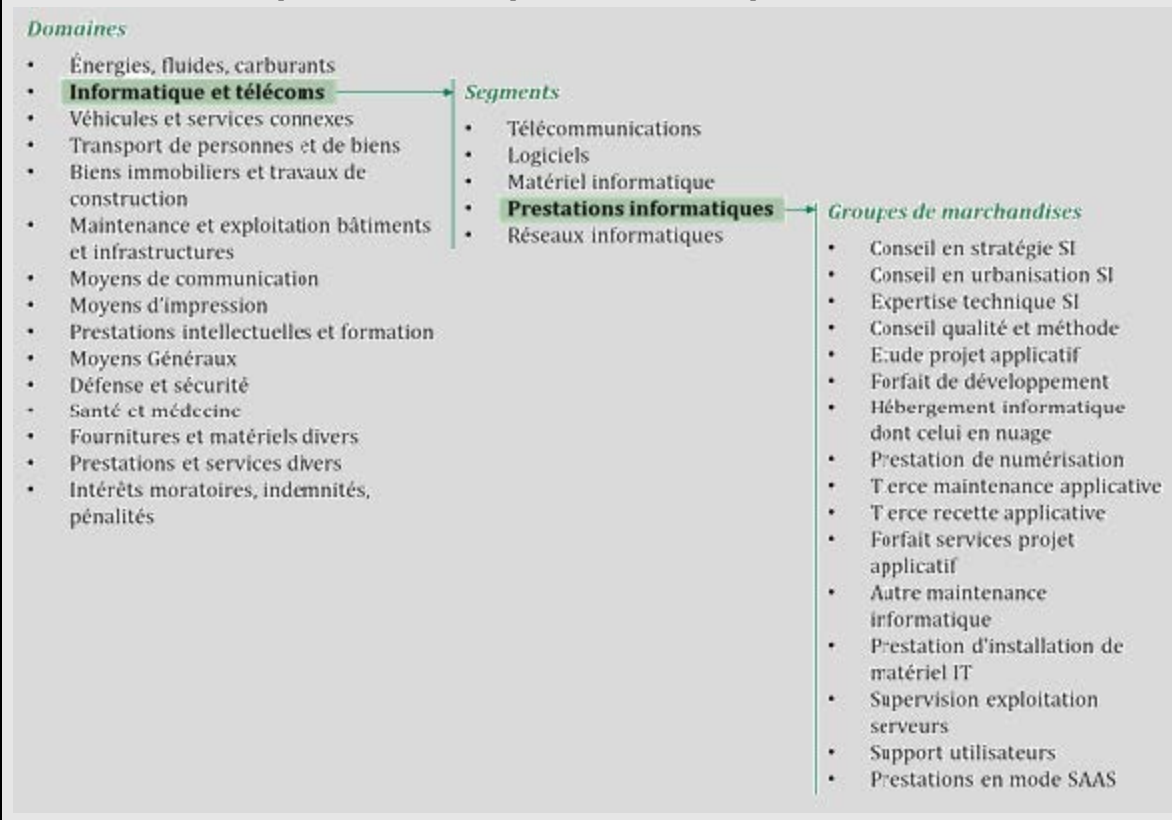 Domaines
• Énergies, fluides, carburants
• Informatique et télécoms
• Véhicules et services connexes
• Transport de personnes et de biens
• Biens immobiliers et travaux de
construction
• Maintenance et exploitation bâtiments
et infrastructures
• Moyens de communication
• Moyens d'impression
• Prestations intellectuelles et formation
• Moyens Généraux
• Défense et sécurité
• Santé et médecine
• Fournitures et matériels divers
• Prestations et services divers
• Intérêts moratoires, indemnités,
pénalités
Segments
• Télécommunications
• Logiciels
• Matériel informatique
• Prestations informatiques
• Réseaux informatiques
Groupes de marchandises
• Conseil en stratégie SI
• Conseil en urbanisation SI
• Expertise technique SI
• Conseil qualité et méthode
• Etude projet applicatif
• Forfait de développement
• Hébergement informatique
dont celui en nuage
• Prestation de numérisation
• Tierce maintenance applicative
• Tierce recette applicative
• Forfait services projet
applicatif
• Autre maintenance
informatique
• Prestation d'installation de
matériel IT
• Supervision exploitation
serveurs
• Support utilisateurs
• Prestations en mode SAAS